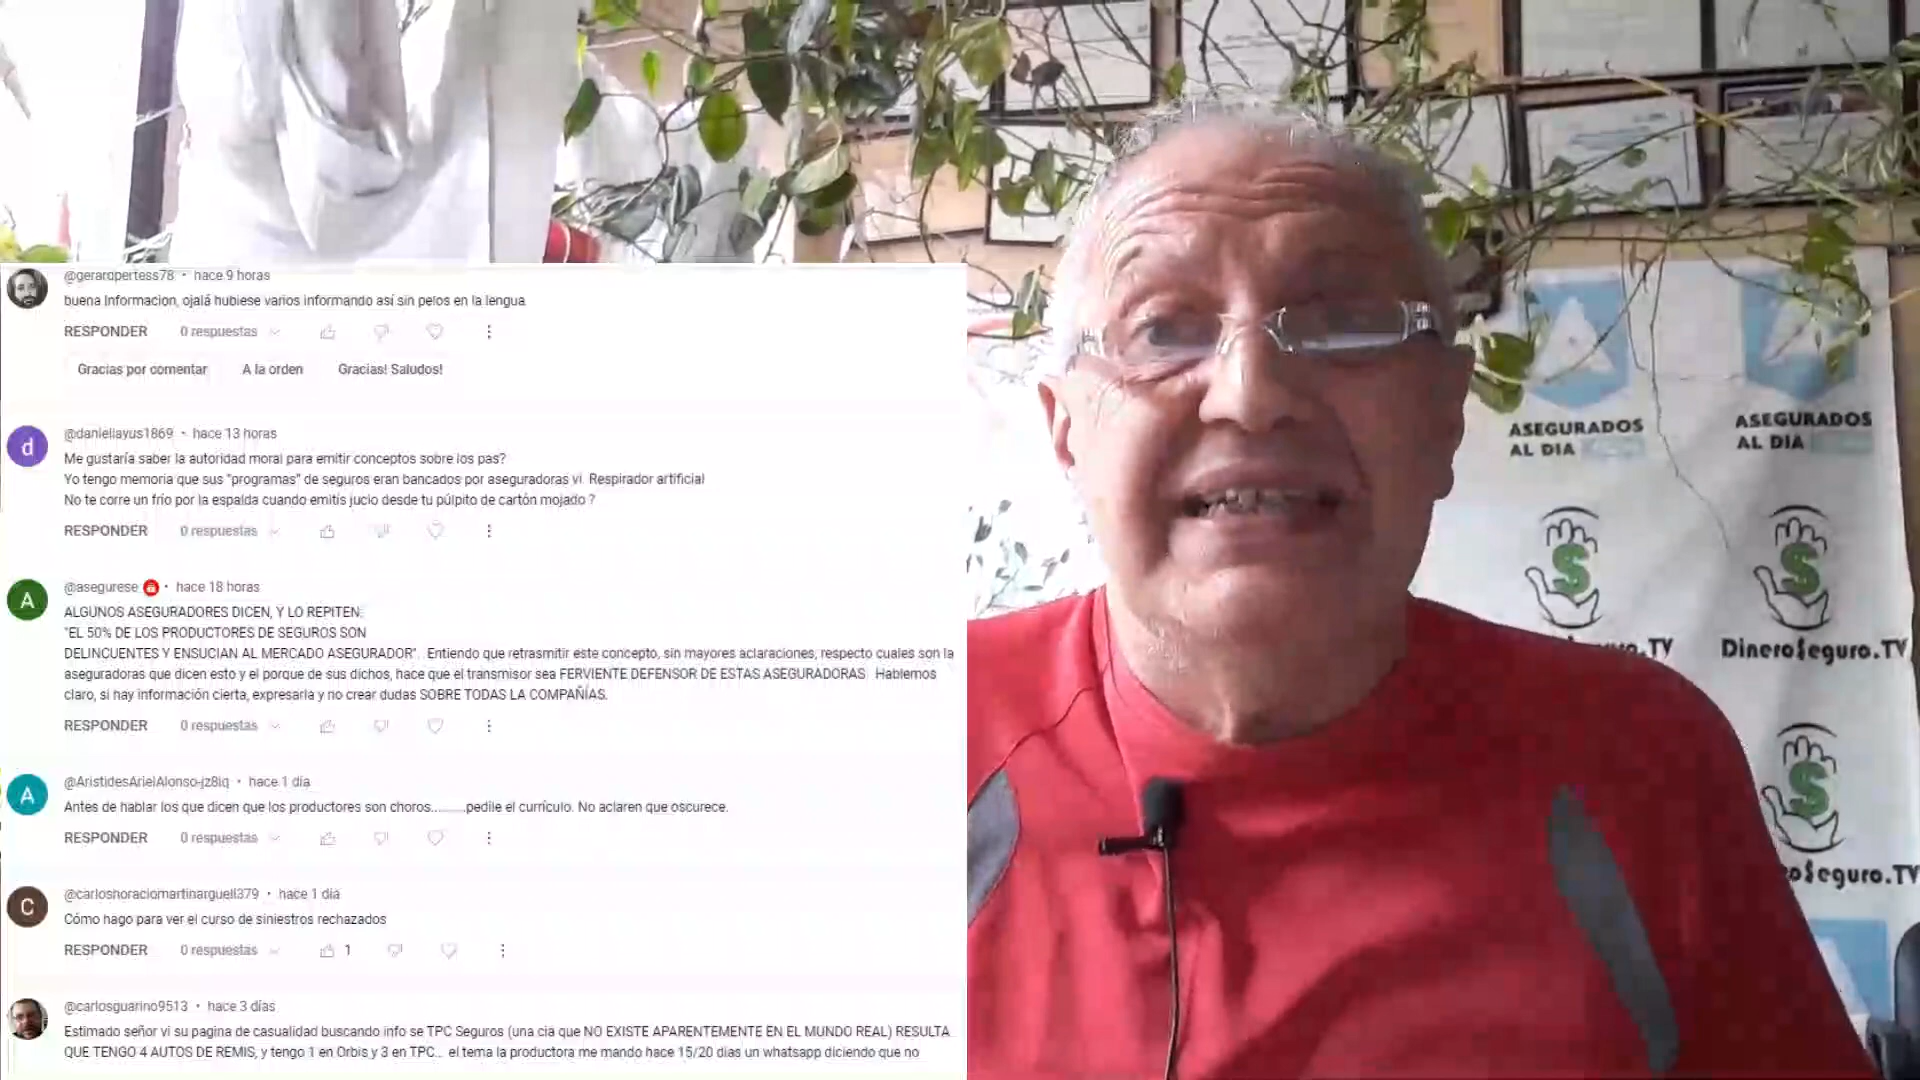 @gerardpertess78 • hace 9 horas
buena Informacion, ojalá hubiese varios informando así sin pelos en la lengua
RESPONDER 0 respuestas
Gracias por comentar A la orden Gracias! Saludos!
d
@danieliayus1869 • hace 13 horas
Me gustaría saber la autoridad moral para emitir conceptos sobre los pas?
Yo tengo memoria que sus "programas" de seguros eran bancados por aseguradoras vi. Respirador artificial
No te corre un frío por la espalda cuando emitís jucio desde tu púlpito de cartón mojado ?
RESPONDER 0 respuestas
A
@asegurese • hace 18 horas
ALGUNOS ASEGURADORES DICEN, Y LO REPITEN:
"EL 50% DE LOS PRODUCTORES DE SEGUROS SON
DELINCUENTES Y ENSUCIAN AL MERCADO ASEGURADOR". Entiendo que retrasmitir este concepto, sin mayores aclaraciones, respecto cuales son la
aseguradoras que dicen esto y el porque de sus dichos, hace que el transmisor sea FERVIENTE DEFENSOR DE ESTAS ASEGURADORAS Hablemos
claro, si hay información cierta, expresarla y no crear dudas SOBRE TODAS LA COMPAÑÍAS.
RESPONDER 0 respuestas
A
@AristidesArielAlonso-jz8iq • hace 1 día
Antes de hablar los que dicen que los productores son choros..........pedile el currículo. No aclaren que oscurece.
RESPONDER 0 respuestas
C
@carloshoraciomartinarguell379 • hace 1 día
Cómo hago para ver el curso de siniestros rechazados
RESPONDER 0 respuestas 1
@carlosguarino9513 • hace 3 días
Estimado señor vi su pagina de casualidad buscando info se TPC Seguros (una cia que NO EXISTE APARENTEMENTE EN EL MUNDO REAL) RESULTA
QUE TENGO 4 AUTOS DE REMIS, y tengo 1 en Orbis y 3 en TPC... el tema la productora me mando hace 15/20 dias un whatsapp diciendo que no
ASEGURADOS
AL DIA
ASEGURADOS
AL DIA
$
$
DineroSeguro.TV
$